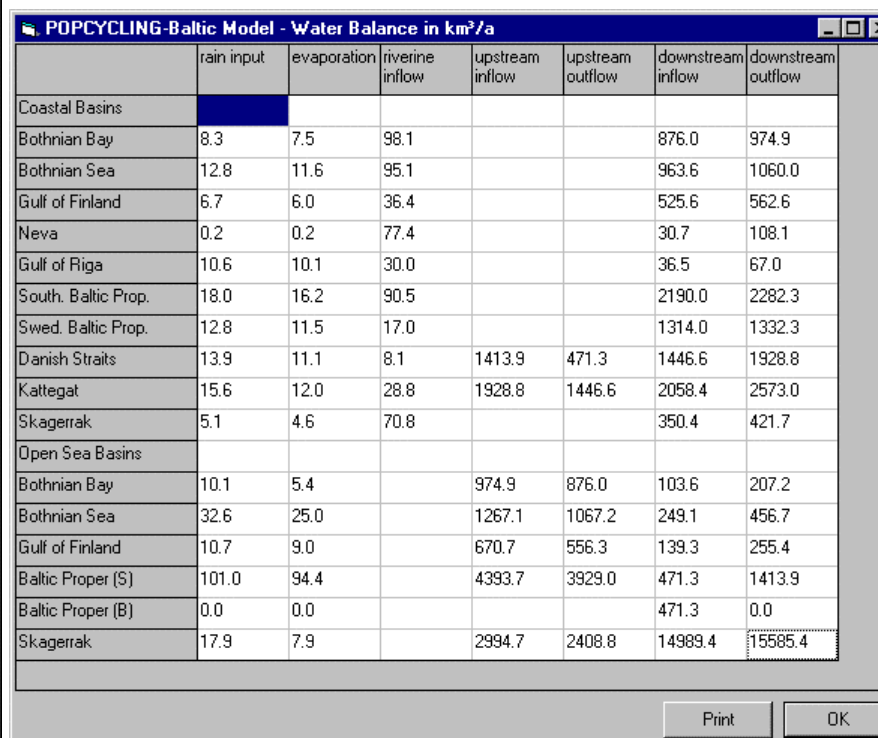 POPCYCLING-Baltic Model - Water Balance in km³/a
rain input evaporation riverine inflow upstream inflow upstream outflow downstream inflow downstream outflow
Coastal Basins
Bothnian Bay 8.3 7.5 98.1 876.0 974.9
Bothnian Sea 12.8 11.6 95.1 963.6 1060.0
Gulf of Finland 6.7 6.0 36.4 525.6 562.6
Neva 0.2 0.2 77.4 30.7 108.1
Gulf of Riga 10.6 10.1 30.0 36.5 67.0
South. Baltic Prop. 18.0 16.2 90.5 2190.0 2282.3
Swed. Baltic Prop. 12.8 11.5 17.0 1314.0 1332.3
Danish Straits 13.9 11.1 8.1 1413.9 471.3 1446.6 1928.8
Kattegat 15.6 12.0 28.8 1928.8 1446.6 2058.4 2573.0
Skagerrak 5.1 4.6 70.8 350.4 421.7
Open Sea Basins
Bothnian Bay 10.1 5.4 974.9 876.0 103.6 207.2
Bothnian Sea 32.6 25.0 1267.1 1067.2 249.1 456.7
Gulf of Finland 10.7 9.0 670.7 556.3 139.3 255.4
Baltic Proper (S) 101.0 94.4 4393.7 3929.0 471.3 1413.9
Baltic Proper (B) 0.0 0.0 471.3 0.0
Skagerrak 17.9 7.9 2994.7 2408.8 14989.4 15585.4
Print OK